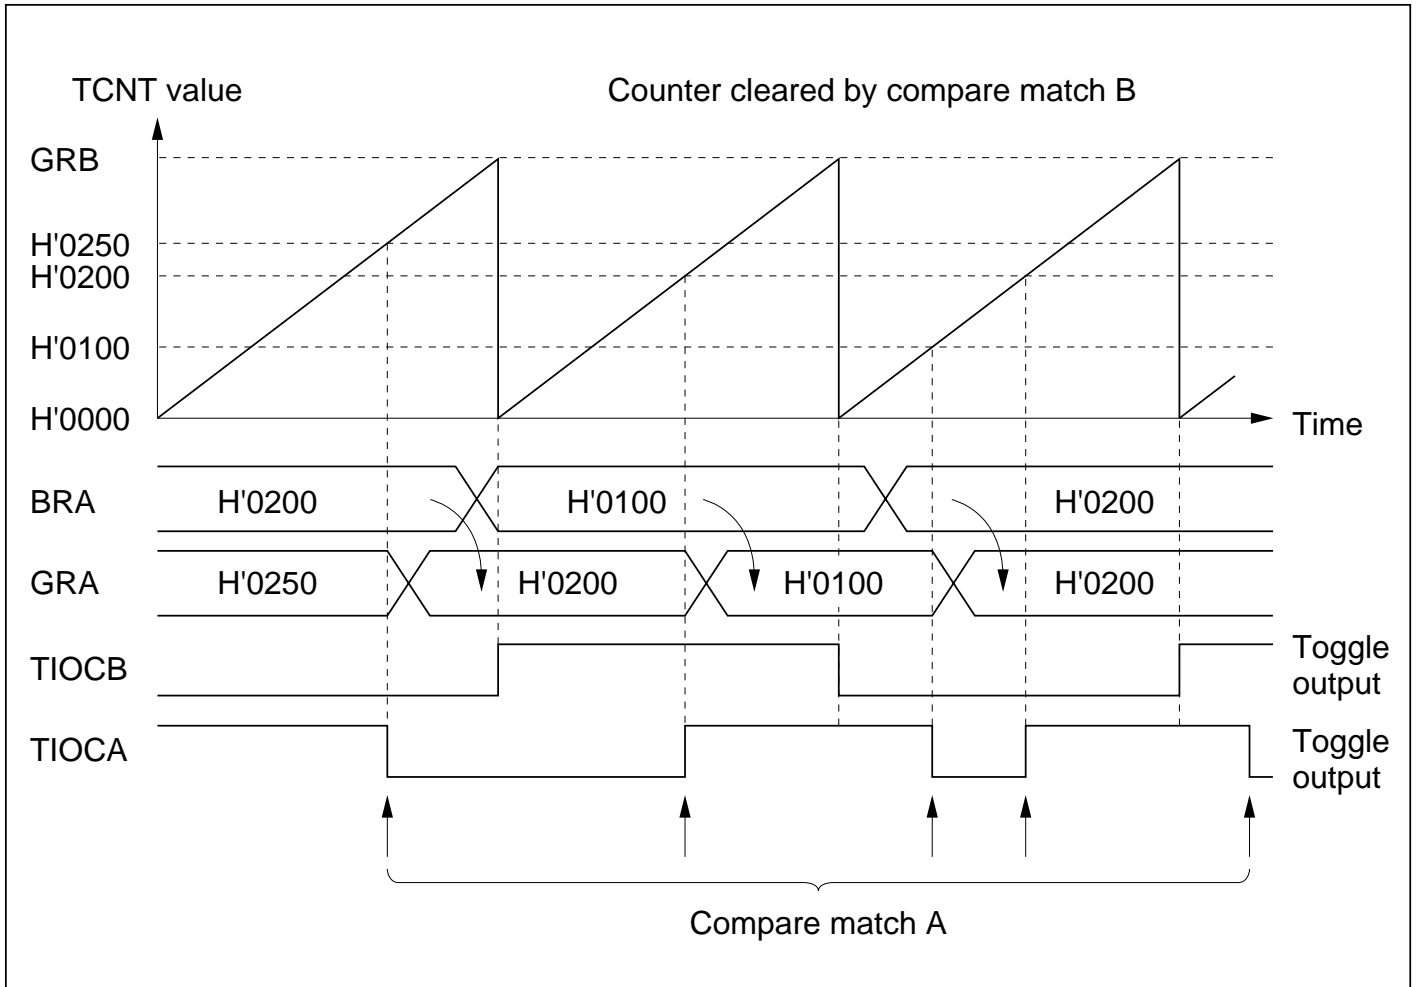 TCNT value
Counter cleared by compare match B
GRB
H'0250
H'0200
H'0100
H'0000
Time
BRA
H'0200
H'0100
H'0200
GRA
H'0250
H'0200
H'0100
H'0200
TIOCB
Toggle
output
TIOCA
Toggle
output
Compare match A